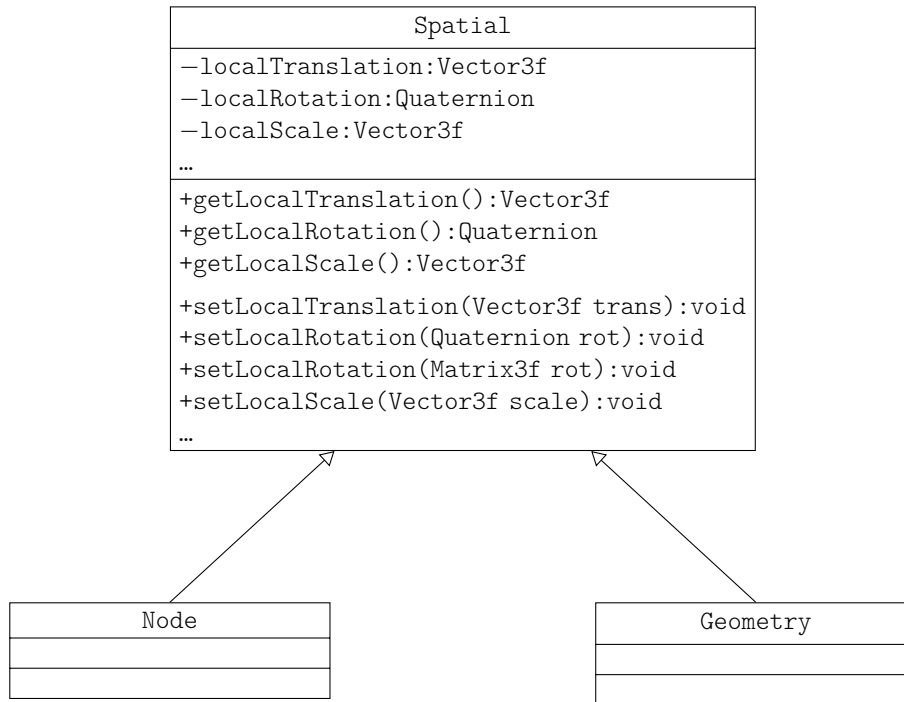 Spatial
−localTranslation:Vector3f
−localRotation:Quaternion
−localScale:Vector3f
…
+getLocalTranslation():Vector3f
+getLocalRotation():Quaternion
+getLocalScale():Vector3f
+setLocalTranslation(Vector3f trans):void
+setLocalRotation(Quaternion rot):void
+setLocalRotation(Matrix3f rot):void
+setLocalScale(Vector3f scale):void
…
Node
Geometry